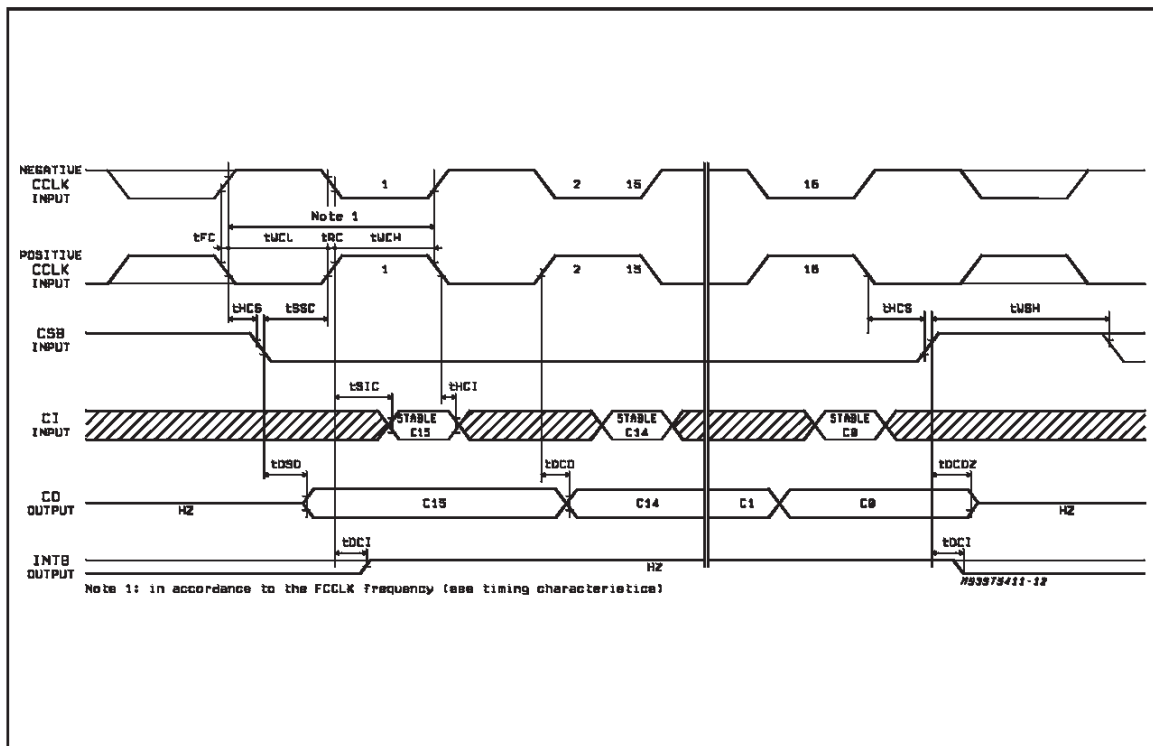 NEGATIVE
CCLK
INPUT
1
2
15
16
Note 1
tFC
tWCL
tRC
tWCH
POSITIVE
CCLK
INPUT
1
2
15
16
tHCS
tSSC
tHCS
tWSH
CSB
INPUT
tSIC
tHCI
CI
INPUT
STABLE
C15
STABLE
C14
STABLE
C0
tDSD
tDCO
tDCDZ
CO
OUTPUT
HZ
C15
C14
C1
C0
HZ
tDCI
tDCI
INTB
OUTPUT
HZ
Note 1: in accordance to the FCCLK frequency (see timing characteristics)